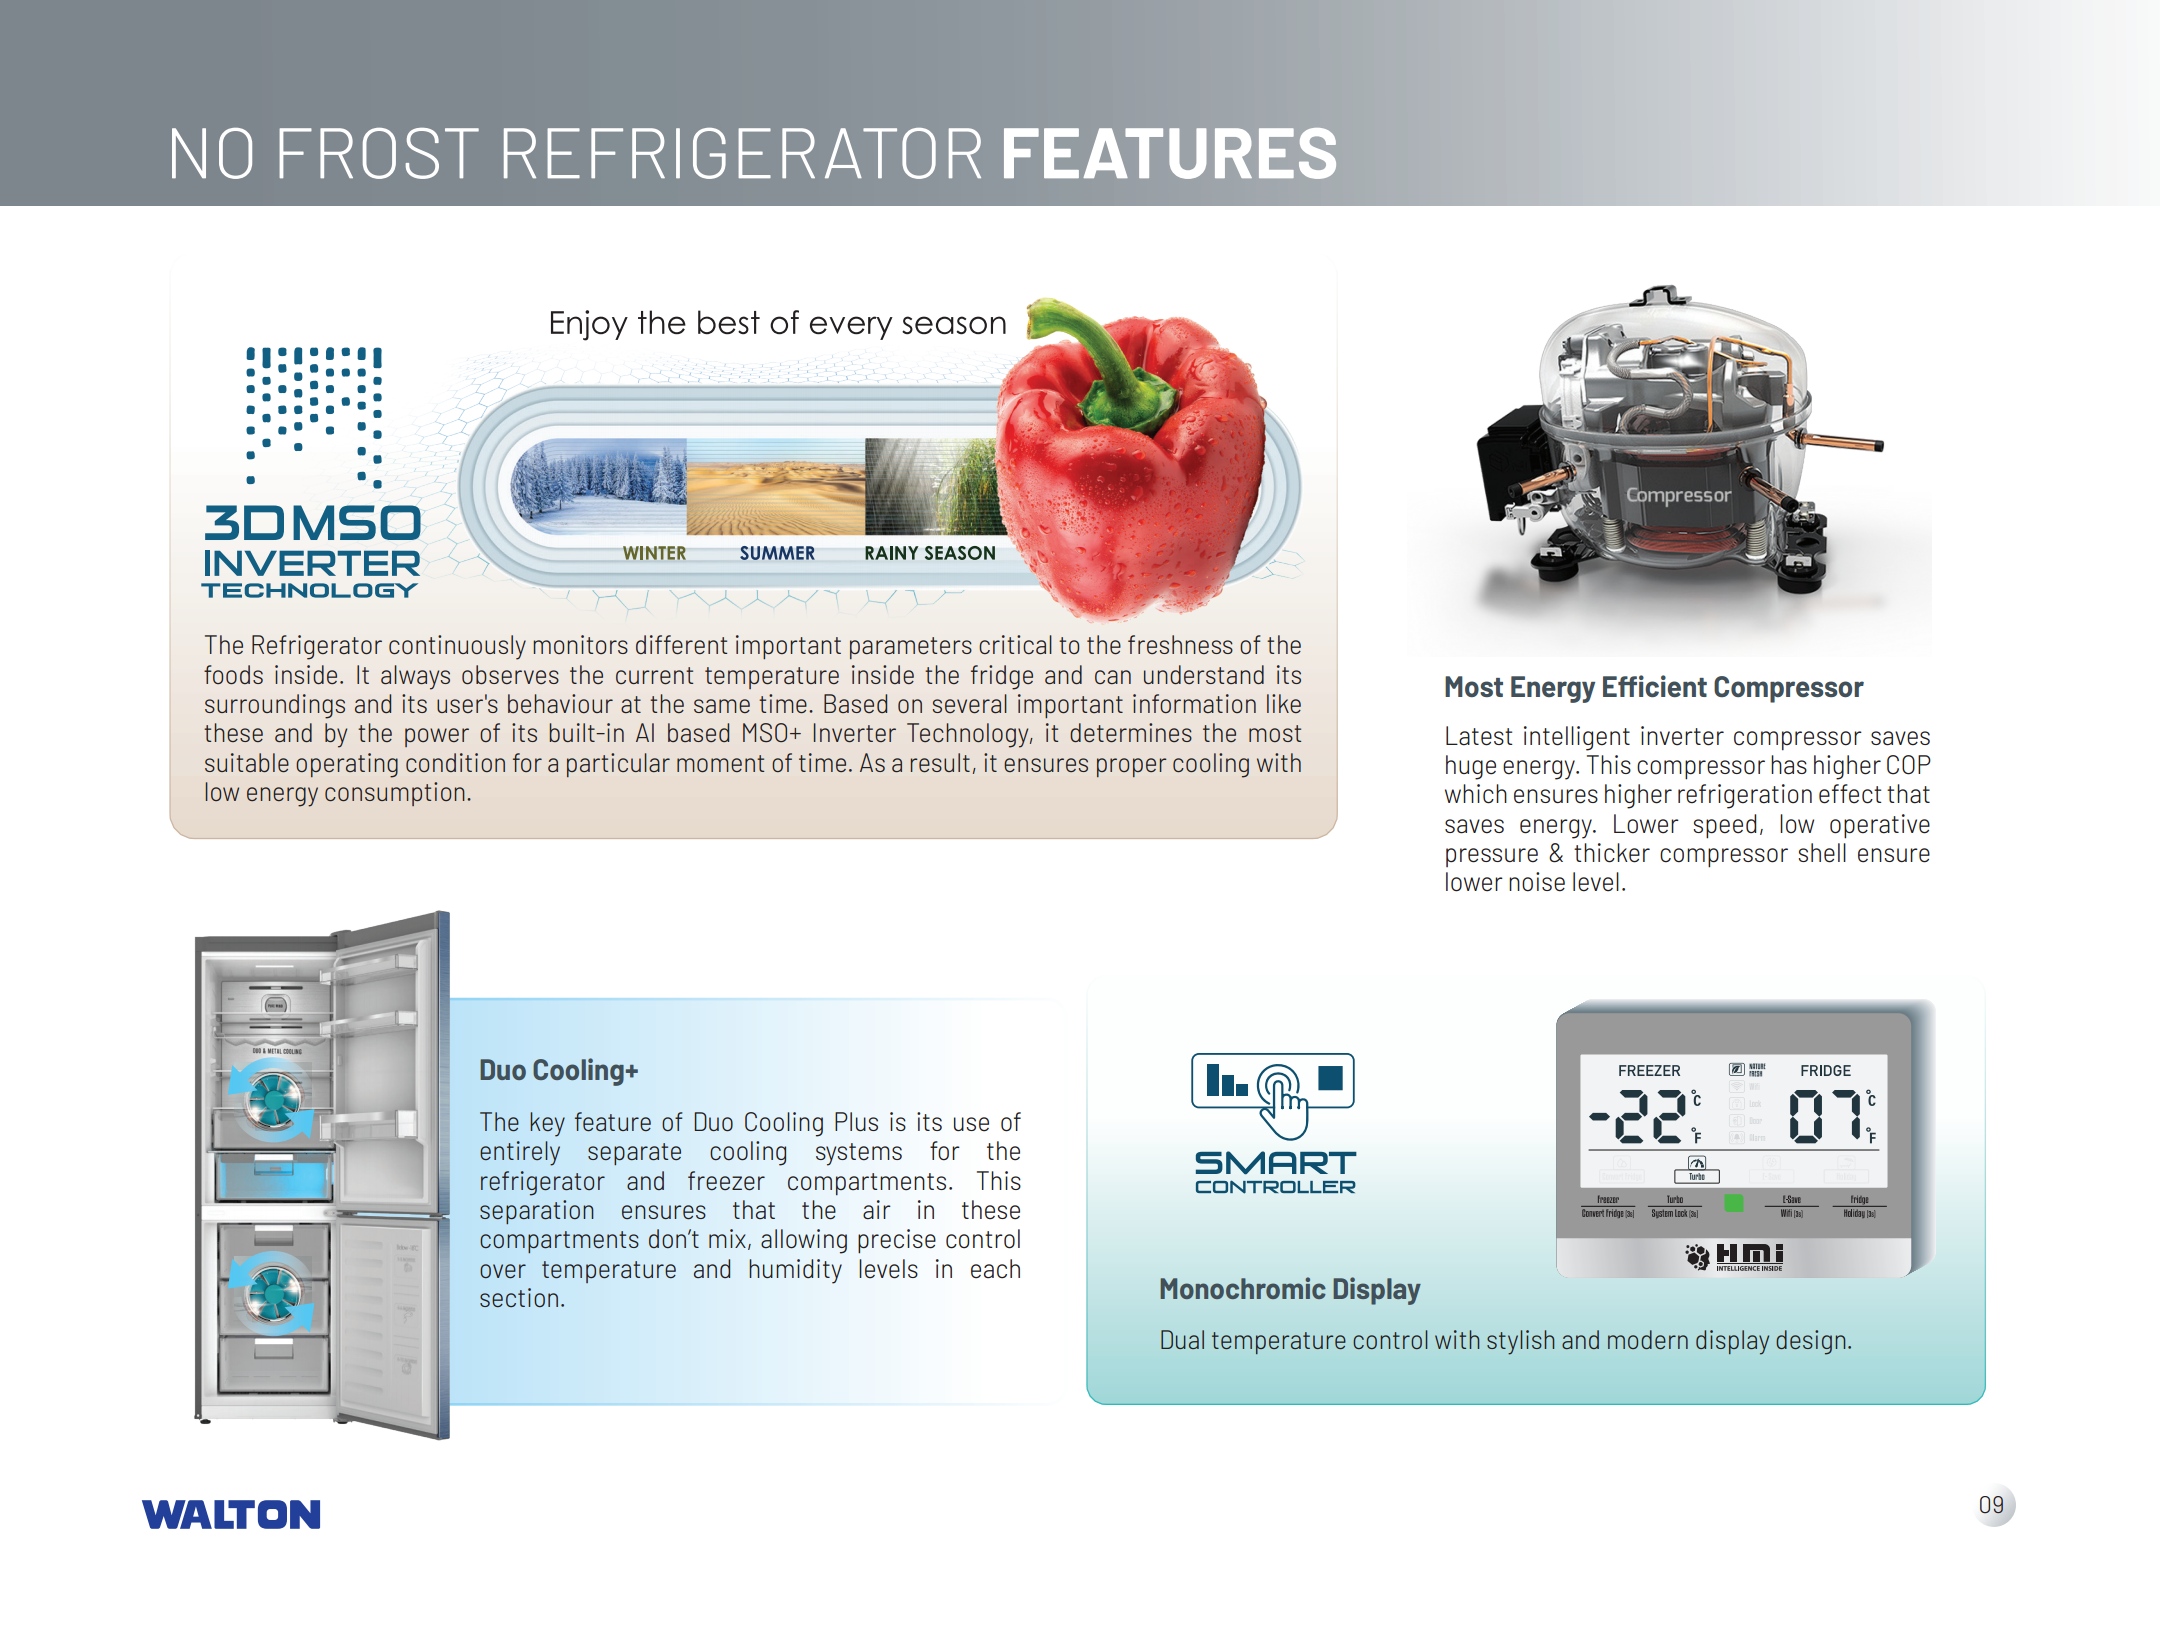 NO FROST REFRIGERATOR FEATURES
Enjoy the best of every season
3D MSO
INVERTER
TECHNOLOGY
WINTER
SUMMER
RAINY SEASON
The Refrigerator continuously monitors different important parameters critical to the freshness of the
foods inside. It always observes the current temperature inside the fridge and can understand its
surroundings and its user's behaviour at the same time. Based on several important information like
these and by the power of its built-in AI based MSO+ Inverter Technology, it determines the most
suitable operating condition for a particular moment of time. As a result, it ensures proper cooling with
low energy consumption.
Compressor
Most Energy Efficient Compressor
Latest intelligent inverter compressor saves
huge energy. This compressor has higher COP
which ensures higher refrigeration effect that
saves energy. Lower speed, low operative
pressure & thicker compressor shell ensure
lower noise level.
DUO & METAL COOLING
Duo Cooling+
The key feature of Duo Cooling Plus is its use of
entirely separate cooling systems for the
refrigerator and freezer compartments. This
separation ensures that the air in these
compartments don't mix, allowing precise control
over temperature and humidity levels in each
section.
SMART
CONTROLLER
FREEZER
-22 °C °F
NATURE
FRESH
Wifi
Lock
Door
Alarm
FRIDGE
07 °C °F
Turbo
Freezer
Convert Fridge (3s)
Turbo
System Lock (3s)
E-Save
Wifi (3s)
Fridge
Holiday (3s)
HMi
INTELLIGENCE INSIDE
Monochromic Display
Dual temperature control with stylish and modern display design.
WALTON
09